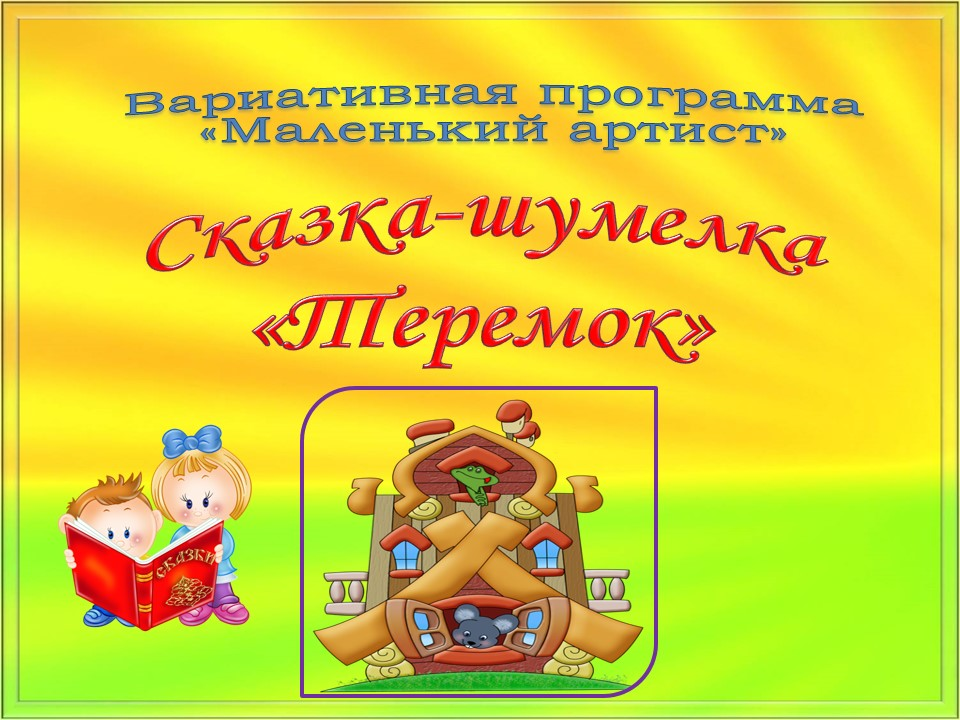 Вариативная программа
«Маленький артист»
Сказка-шумелка
«Теремок»
СКАЗКИ